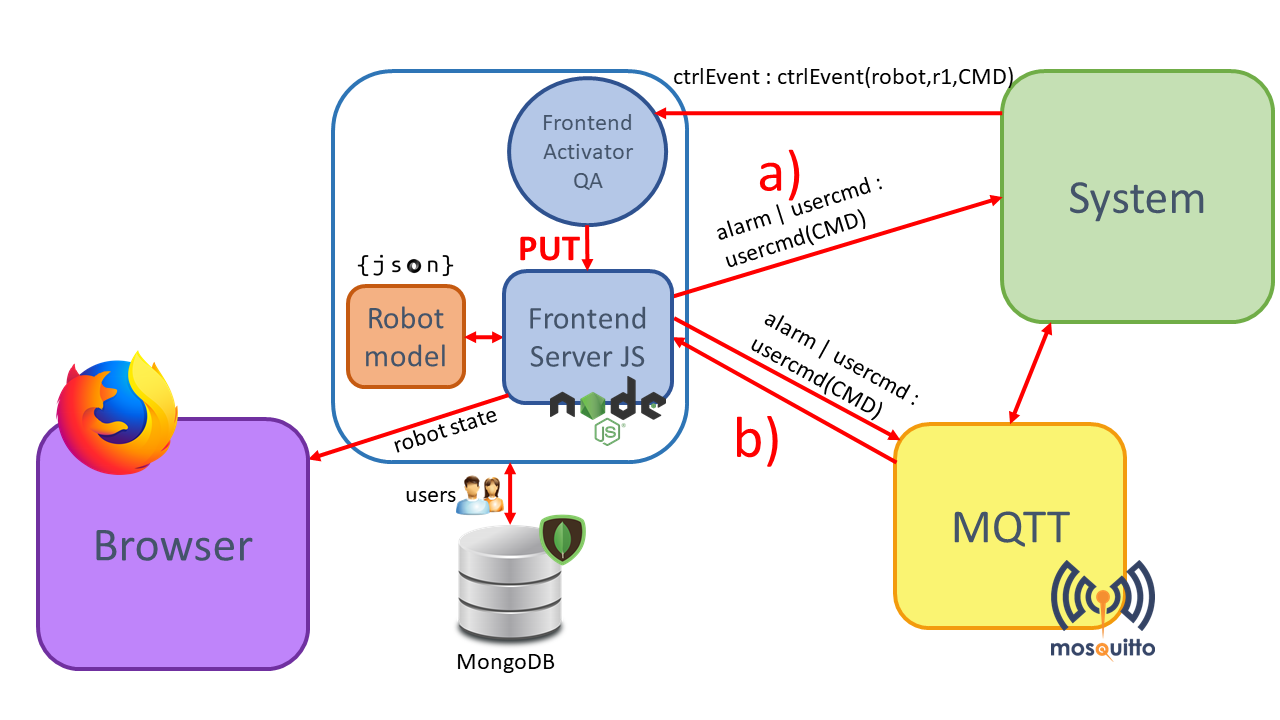 ctrlEvent : ctrlEvent(robot,r1,CMD)
Frontend
Activator
QA
a)
alarm | usercmd :
usercmd(CMD)
System
PUT
{json}
Robot
model
Frontend
Server JS
node
JS
alarm | usercmd :
usercmd(CMD)
b)
robot state
users
Browser
MQTT
mosquitto
MongoDB